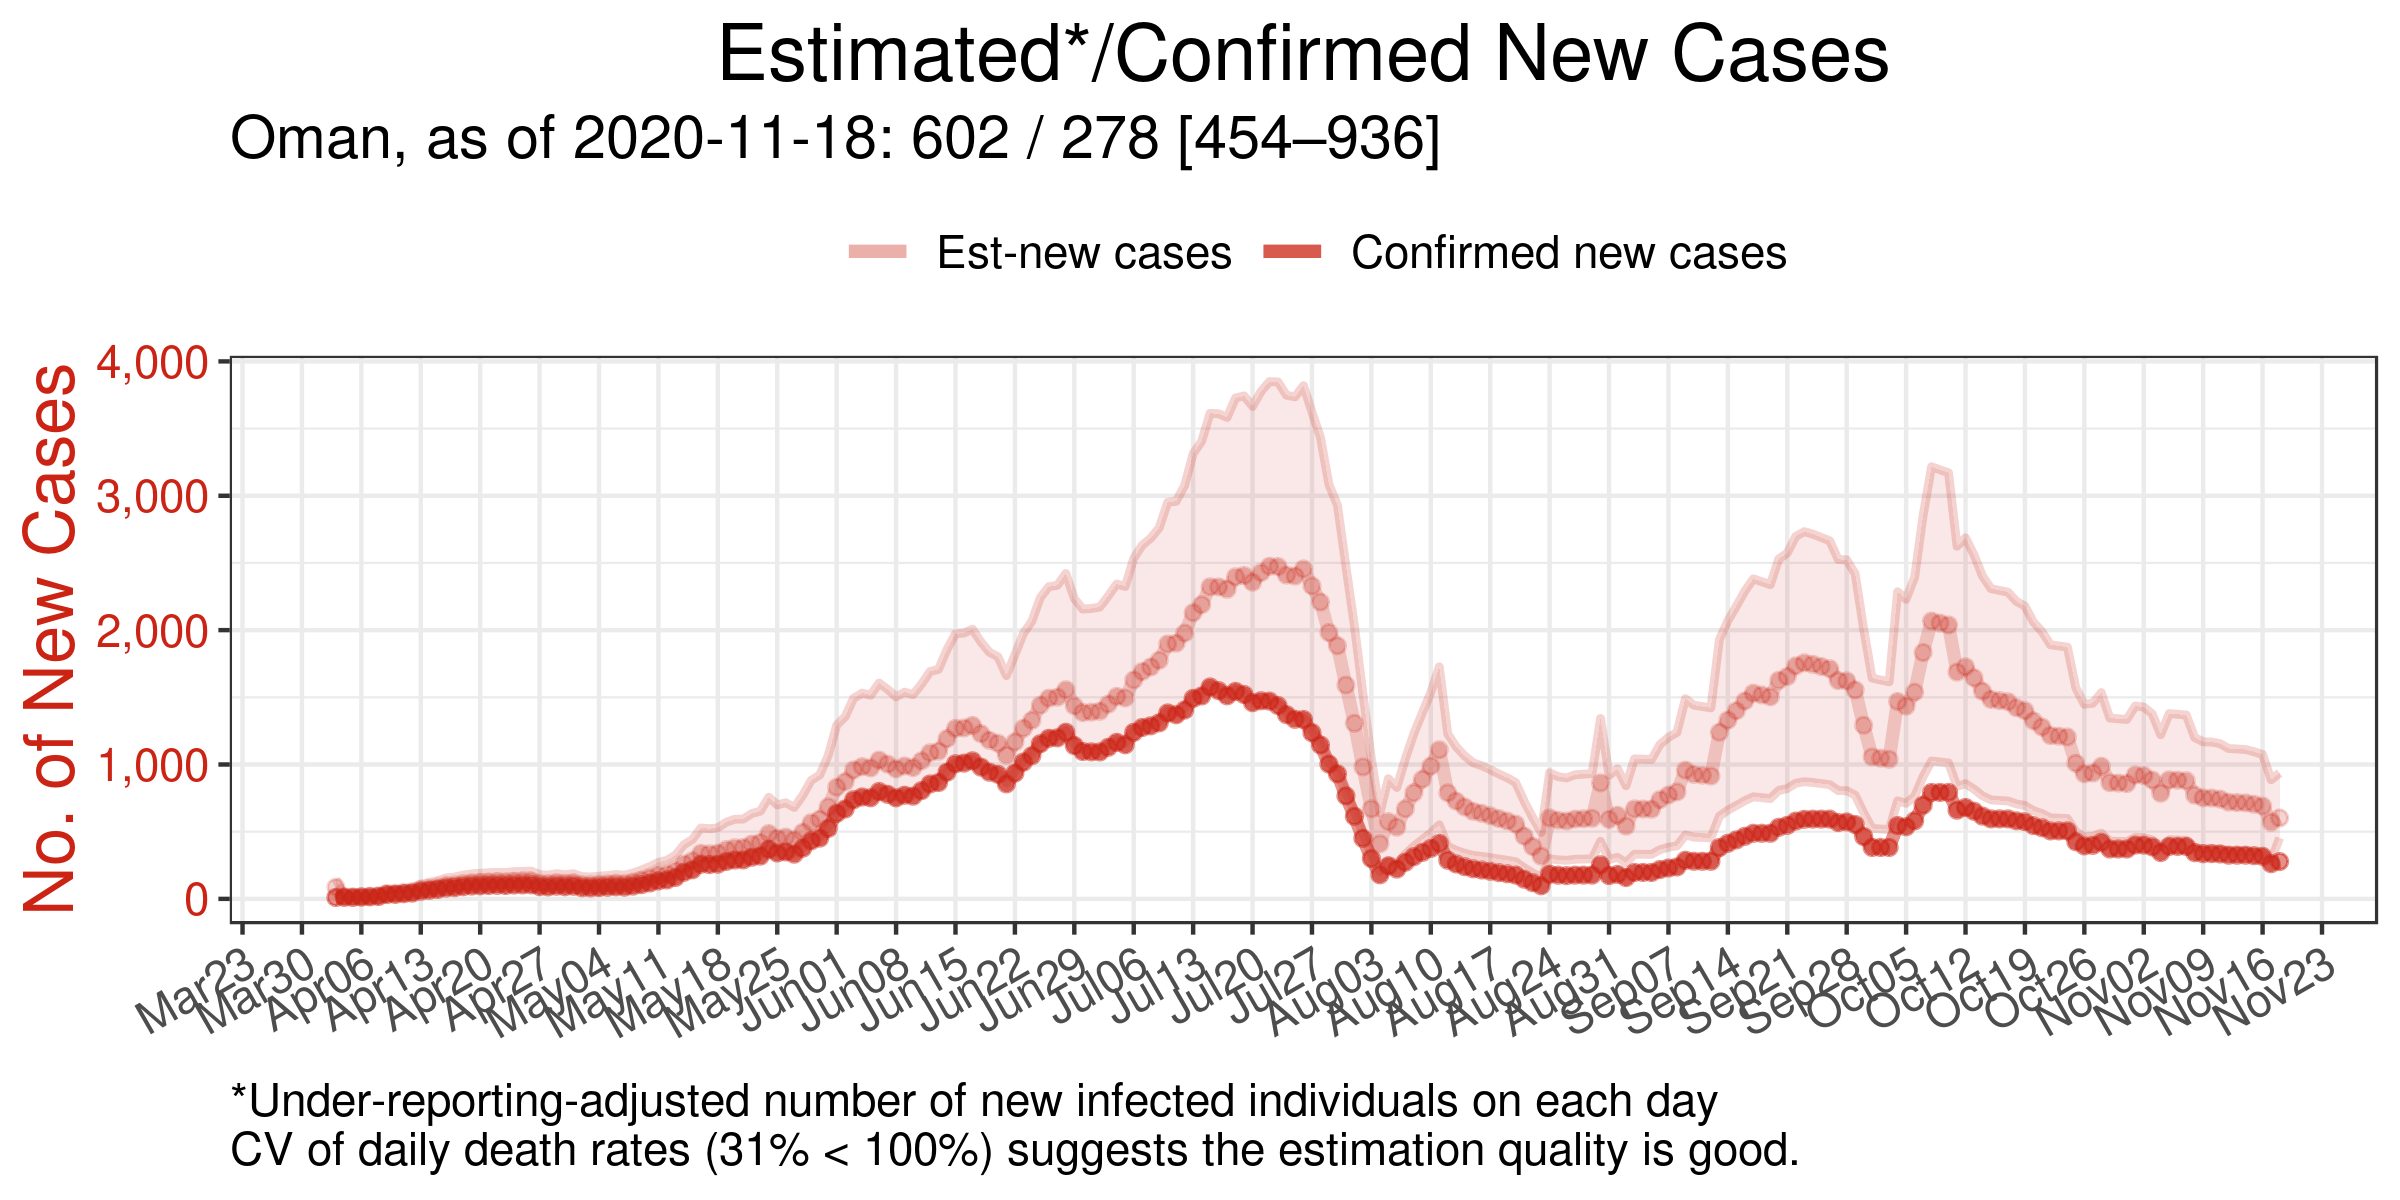 Estimated*/Confirmed New Cases
Oman, as of 2020-11-18: 602 / 278 [454–936]
Est-new cases
Confirmed new cases
No. of New Cases
4,000
3,000
2,000
1,000
0
Mar23
Mar30
Apr06
Apr13
Apr20
Apr27
May04
May11
May18
May25
Jun01
Jun08
Jun15
Jun22
Jun29
Jul06
Jul13
Jul20
Jul27
Aug03
Aug10
Aug17
Aug24
Aug31
Sep07
Sep14
Sep21
Sep28
Oct05
Oct12
Oct19
Oct26
Nov02
Nov09
Nov16
Nov23
*Under-reporting-adjusted number of new infected individuals on each day
CV of daily death rates (31% < 100%) suggests the estimation quality is good.